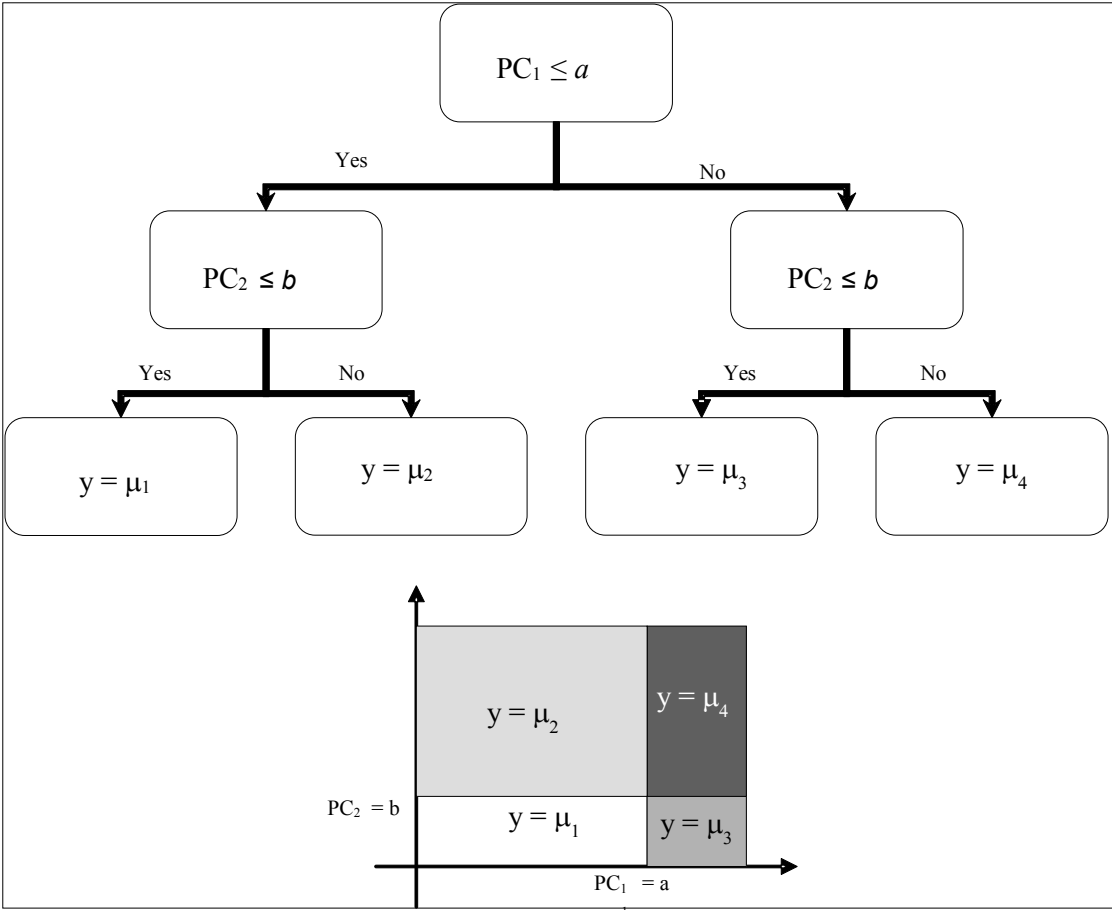 PC₁ ≤ a
Yes
No
PC₂ ≤ b
PC₂ ≤ b
Yes
No
Yes
No
y = μ₁
y = μ₂
y = μ₃
y = μ₄
y = μ₂
y = μ₄
PC₂ = b
y = μ₁
y = μ₃
PC₁ = a